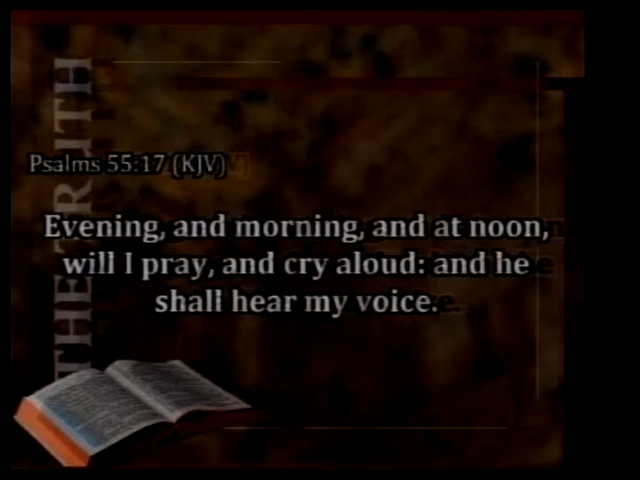 THE TRUTH
Psalms 55:17 (KJV)
Evening, and morning, and at noon,
will I pray, and cry aloud: and he
shall hear my voice.